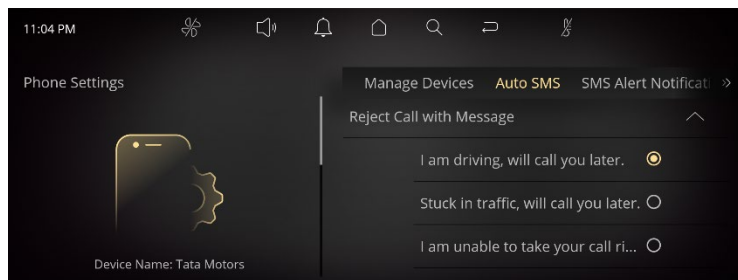 11:04 PM
Phone Settings
Manage Devices Auto SMS SMS Alert Notificati »
Reject Call with Message
I am driving, will call you later.
Stuck in traffic, will call you later.
I am unable to take your call ri...
Device Name: Tata Motors